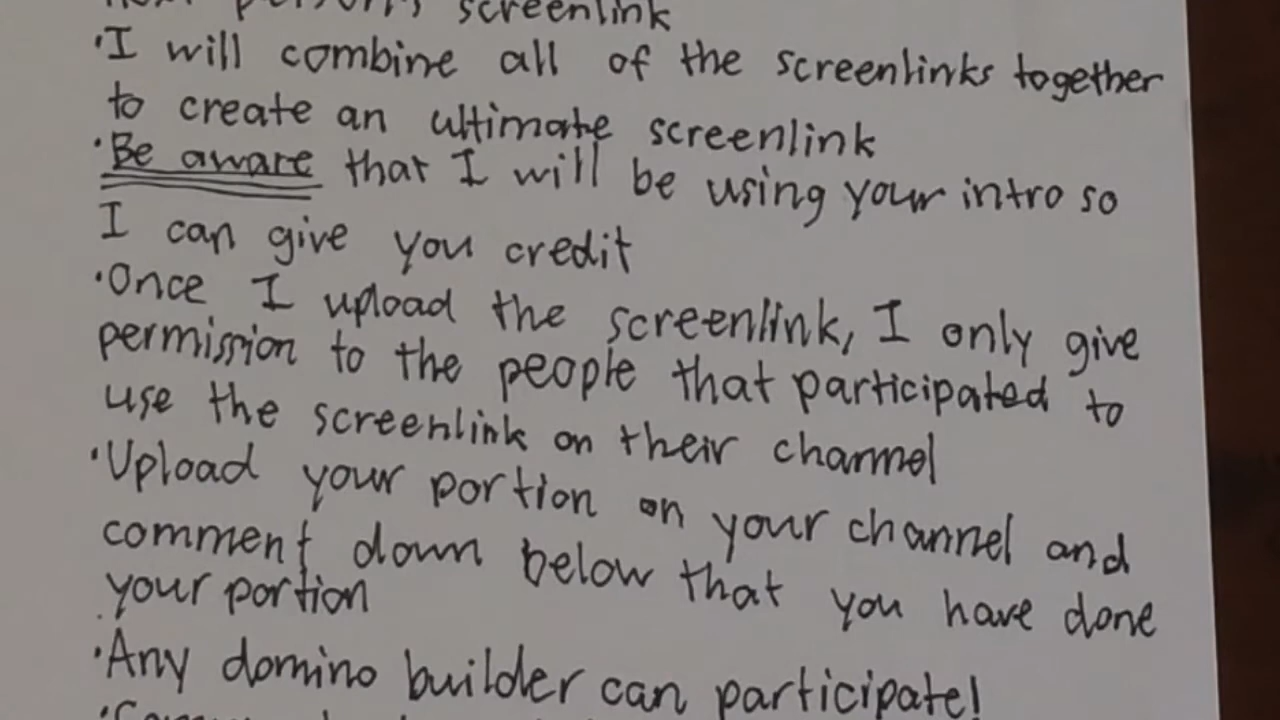 screenlink
·I will combine all of the screenlinks together
to create an ultimate screenlink
·Be aware that I will be using your intro so
I can give you credit
·Once I upload the screenlink, I only give
permission to the people that participated to
use the screenlink on their channel
·Upload your portion on your channel and
comment down below that you have done
your portion
·Any domino builder can participate!